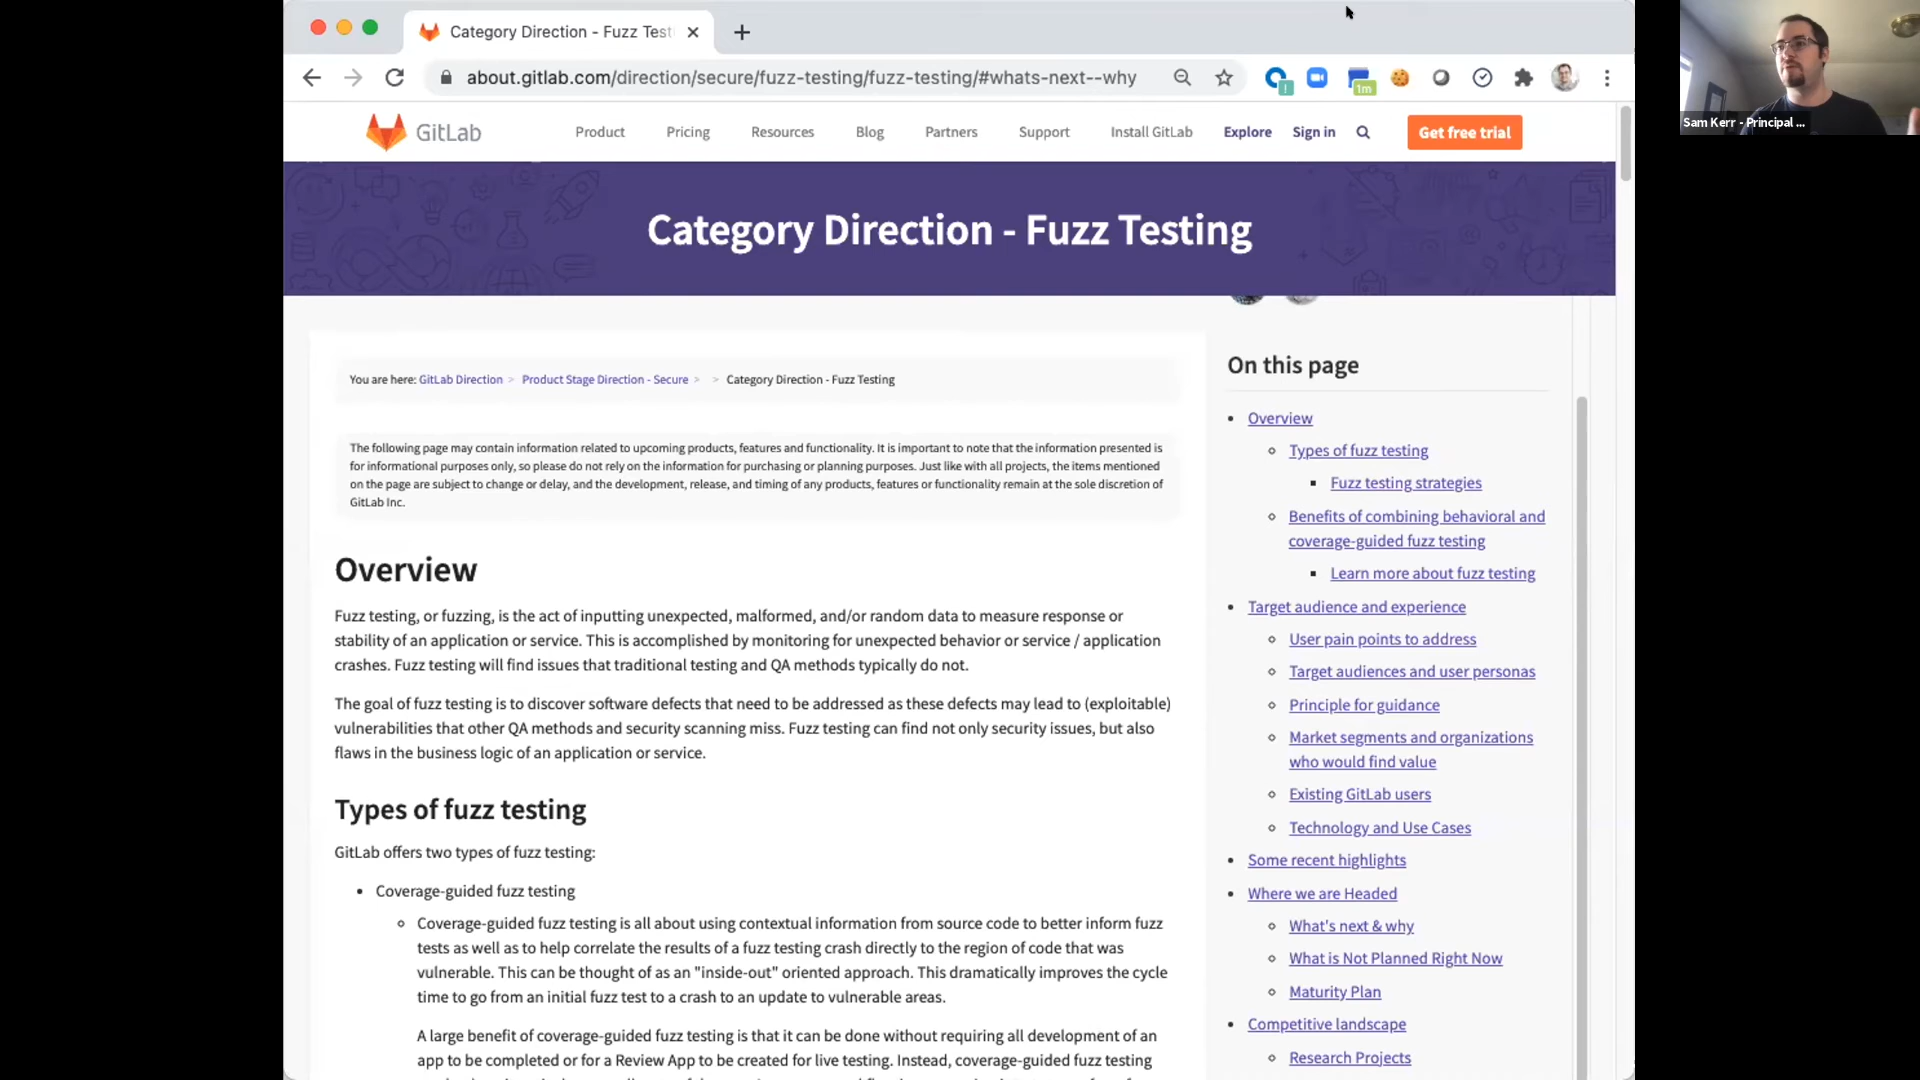 Category Direction - Fuzz Test
about.gitlab.com/direction/secure/fuzz-testing/fuzz-testing/#whats-next--why
1m
Sam Kerr - Principal ...
GitLab
Product Pricing Resources Blog Partners Support Install GitLab Explore Sign in Get free trial
Category Direction - Fuzz Testing
You are here: GitLab Direction > Product Stage Direction - Secure > > Category Direction - Fuzz Testing
The following page may contain information related to upcoming products, features and functionality. It is important to note that the information presented is
for informational purposes only, so please do not rely on the information for purchasing or planning purposes. Just like with all projects, the items mentioned
on the page are subject to change or delay, and the development, release, and timing of any products, features or functionality remain at the sole discretion of
GitLab Inc.
Overview
Fuzz testing, or fuzzing, is the act of inputting unexpected, malformed, and/or random data to measure response or
stability of an application or service. This is accomplished by monitoring for unexpected behavior or service / application
crashes. Fuzz testing will find issues that traditional testing and QA methods typically do not.
The goal of fuzz testing is to discover software defects that need to be addressed as these defects may lead to (exploitable)
vulnerabilities that other QA methods and security scanning miss. Fuzz testing can find not only security issues, but also
flaws in the business logic of an application or service.
Types of fuzz testing
GitLab offers two types of fuzz testing:
• Coverage-guided fuzz testing
Coverage-guided fuzz testing is all about using contextual information from source code to better inform fuzz
tests as well as to help correlate the results of a fuzz testing crash directly to the region of code that was
vulnerable. This can be thought of as an "inside-out" oriented approach. This dramatically improves the cycle
time to go from an initial fuzz test to a crash to an update to vulnerable areas.
A large benefit of coverage-guided fuzz testing is that it can be done without requiring all development of an
app to be completed or for a Review App to be created for live testing. Instead, coverage-guided fuzz testing
On this page
Overview
Types of fuzz testing
Fuzz testing strategies
Benefits of combining behavioral and
coverage-guided fuzz testing
Learn more about fuzz testing
Target audience and experience
User pain points to address
Target audiences and user personas
Principle for guidance
Market segments and organizations
who would find value
Existing GitLab users
Technology and Use Cases
Some recent highlights
Where we are Headed
What's next & why
What is Not Planned Right Now
Maturity Plan
Competitive landscape
Research Projects